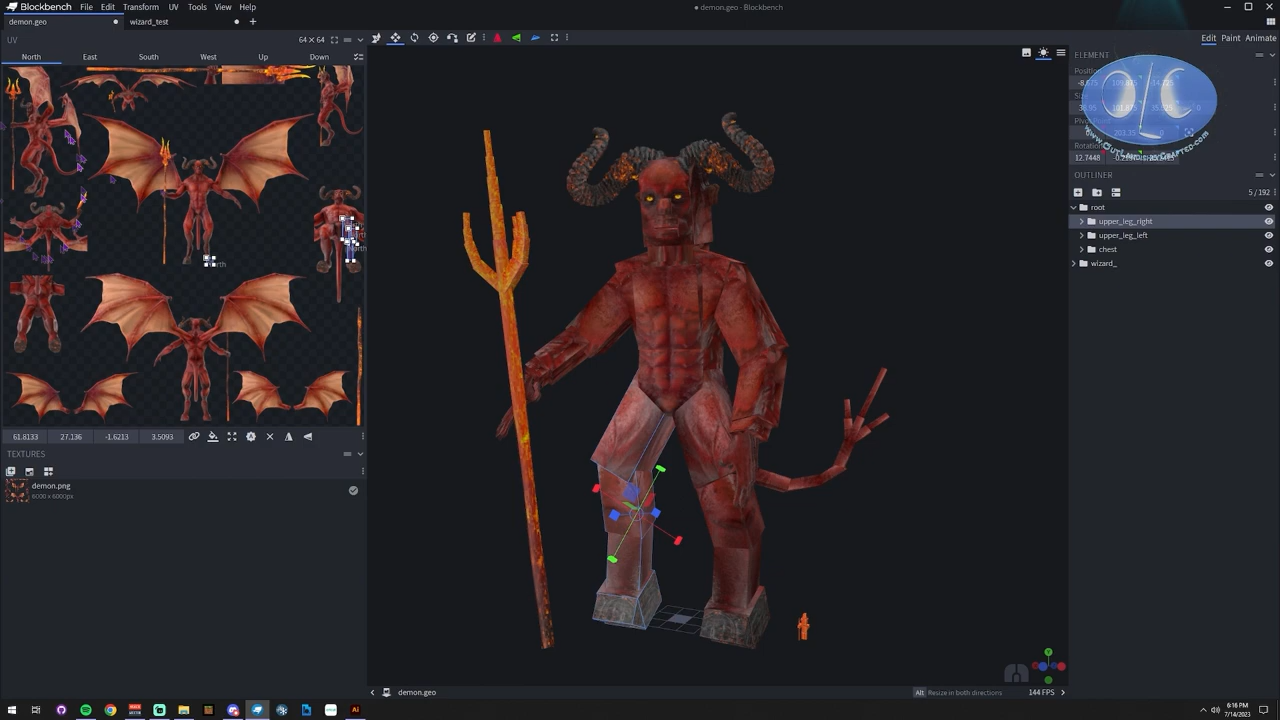 Blockbench File Edit Transform UV Tools View Help
demon.geo - Blockbench
demon.geo
wizard_test
UV
64 × 64
North East South West Up Down
Edit Paint Animate
ELEMENT
Rotation
12.7448
OUTLINER
5 / 192
root
upper_leg_right
upper_leg_left
chest
wizard_
61.8133 27.136 -1.6213 3.5093
TEXTURES
demon.png
6000 x 6000px
demon.geo
Alt Resize in both directions
144 FPS
6:16 PM
7/14/2023